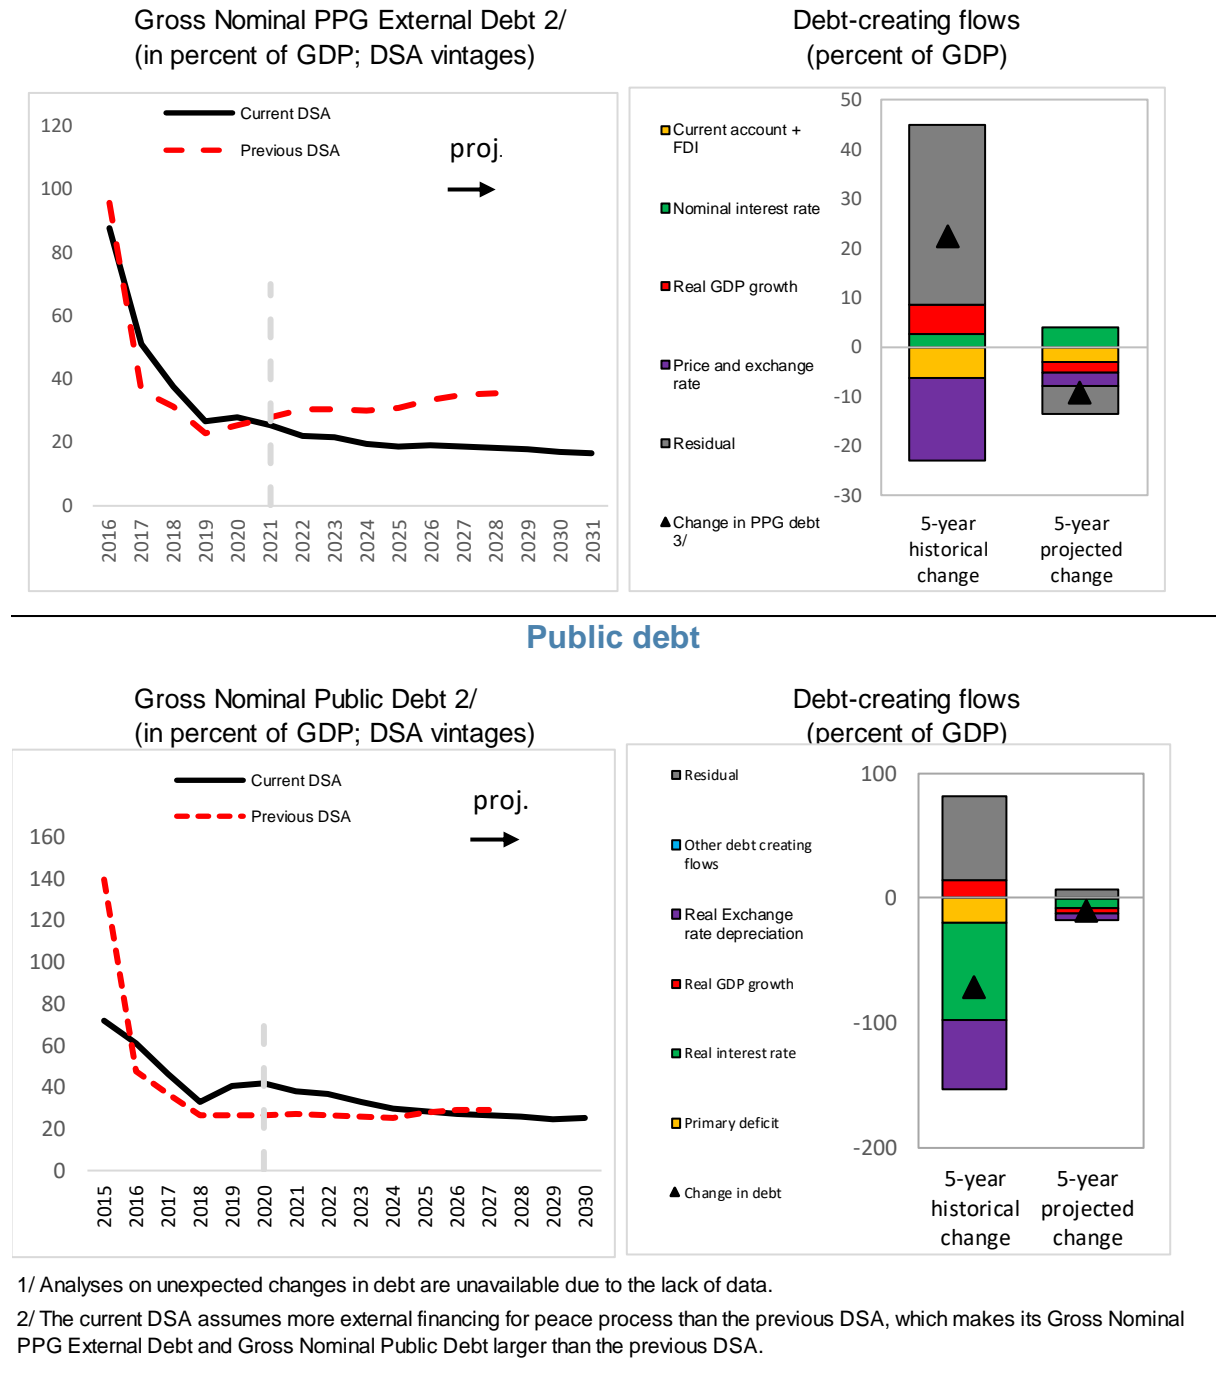 Gross Nominal PPG External Debt 2/
(in percent of GDP; DSA vintages)
Current DSA
Previous DSA
proj.
120
100
80
60
40
20
0
2016
2017
2018
2019
2020
2021
2022
2023
2024
2025
2026
2027
2028
2029
2030
2031
Debt-creating flows
(percent of GDP)
Current account +
FDI
Nominal interest rate
Real GDP growth
Price and exchange
rate
Residual
Change in PPG debt
3/
50
40
30
20
10
0
-10
-20
-30
5-year
historical
change
5-year
projected
change
Public debt
Gross Nominal Public Debt 2/
(in percent of GDP; DSA vintages)
Current DSA
Previous DSA
proj.
160
140
120
100
80
60
40
20
0
2015
2016
2017
2018
2019
2020
2021
2022
2023
2024
2025
2026
2027
2028
2029
2030
Debt-creating flows
(percent of GDP)
Residual
Other debt creating
flows
Real Exchange
rate depreciation
Real GDP growth
Real interest rate
Primary deficit
Change in debt
100
0
-100
-200
5-year
historical
change
5-year
projected
change
1/ Analyses on unexpected changes in debt are unavailable due to the lack of data.
2/ The current DSA assumes more external financing for peace process than the previous DSA, which makes its Gross Nominal
PPG External Debt and Gross Nominal Public Debt larger than the previous DSA.